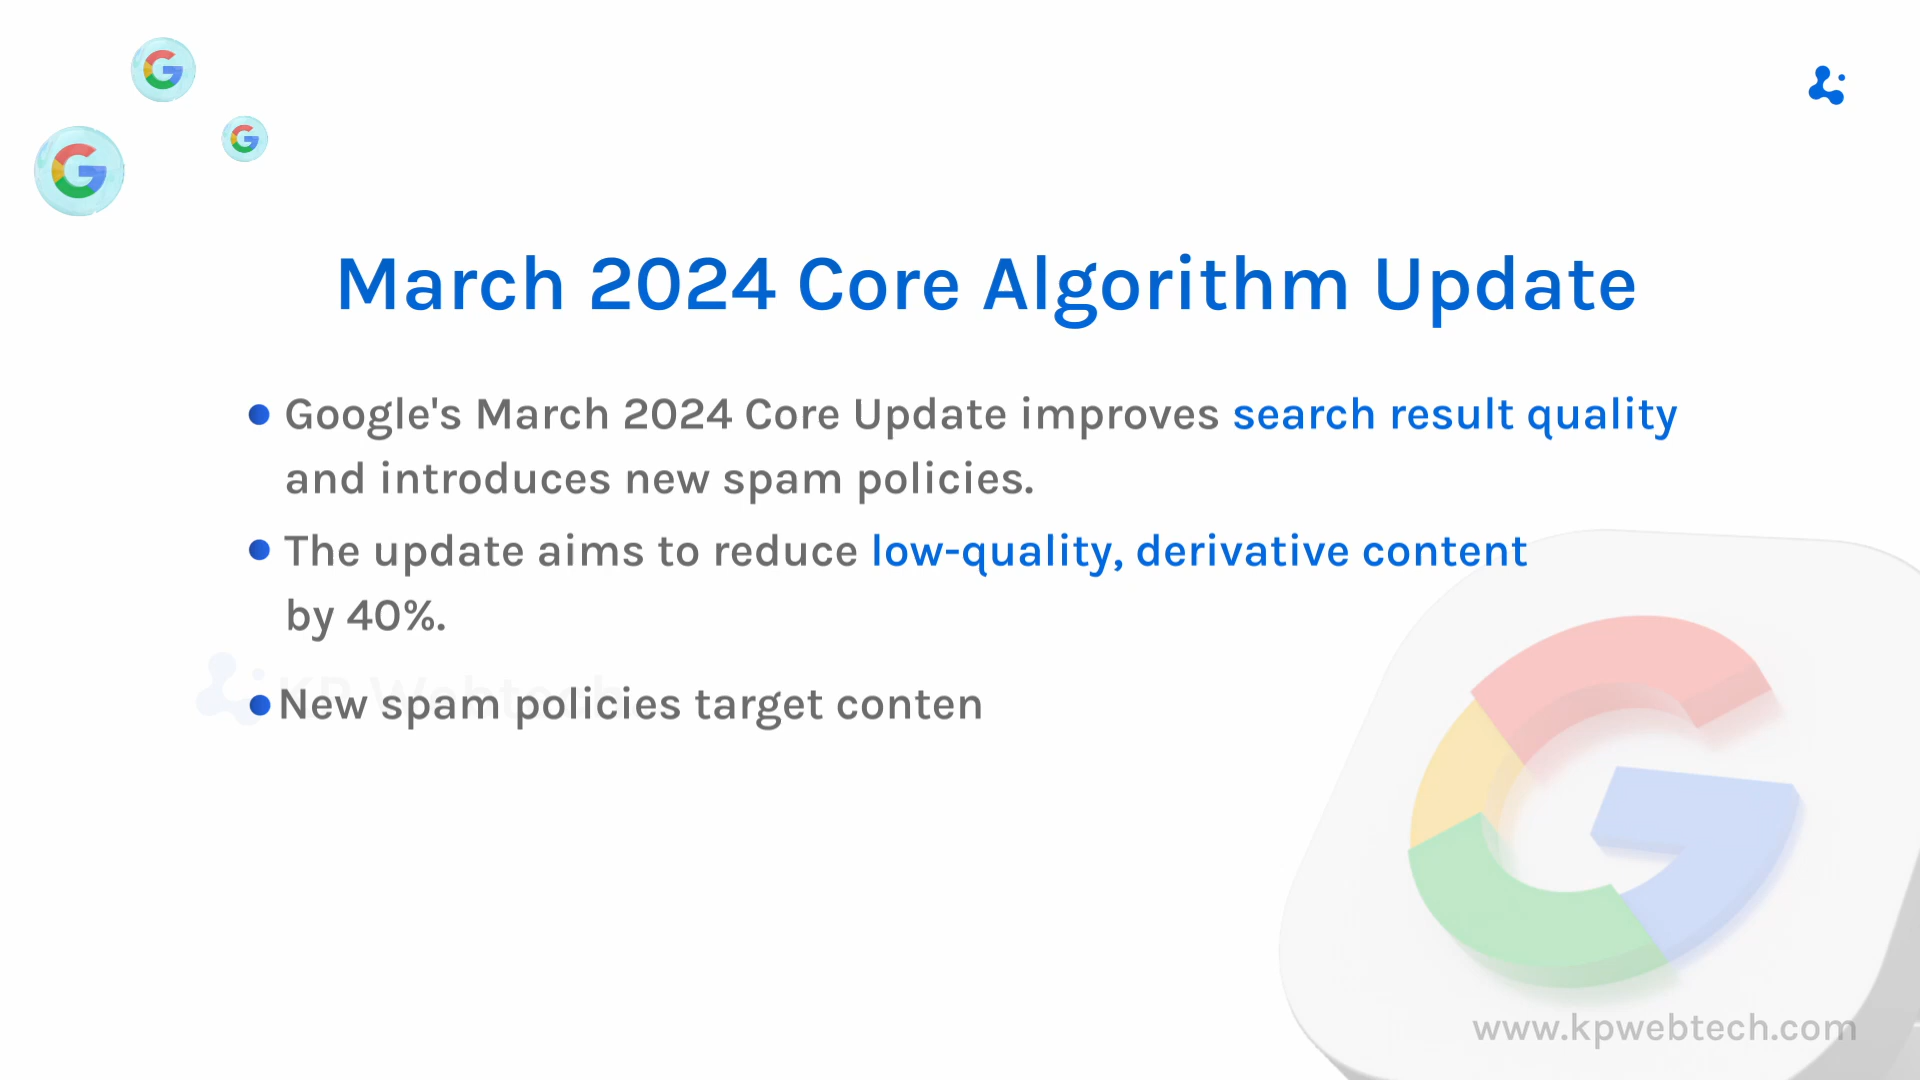 March 2024 Core Algorithm Update
Google's March 2024 Core Update improves search result quality
and introduces new spam policies.
The update aims to reduce low-quality, derivative content
by 40%.
KP Webtech
New spam policies target conten
www.kpwebtech.com